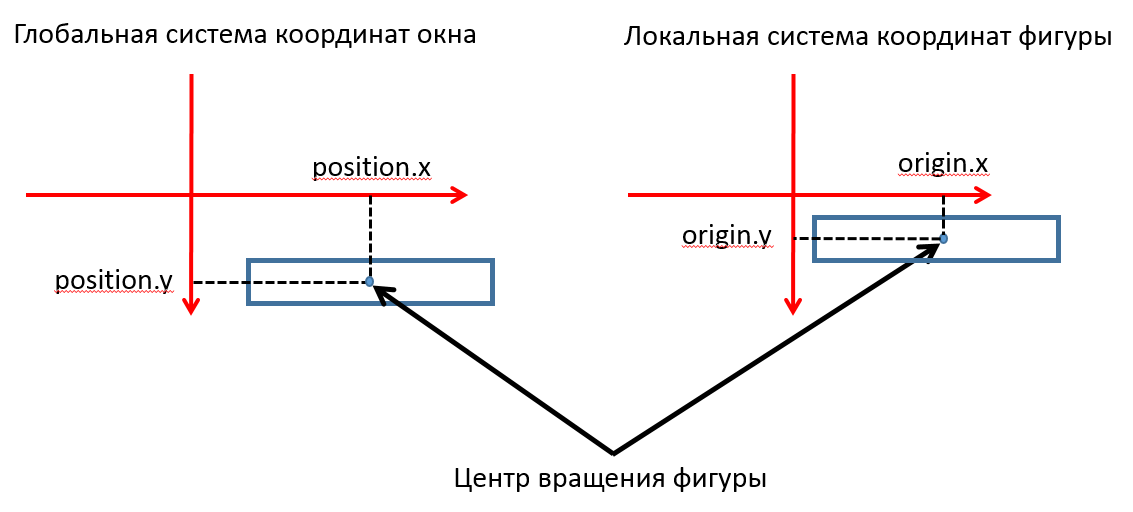 Глобальная система координат окна
Локальная система координат фигуры
position.x
origin.x
origin.y
position.y
Центр вращения фигуры